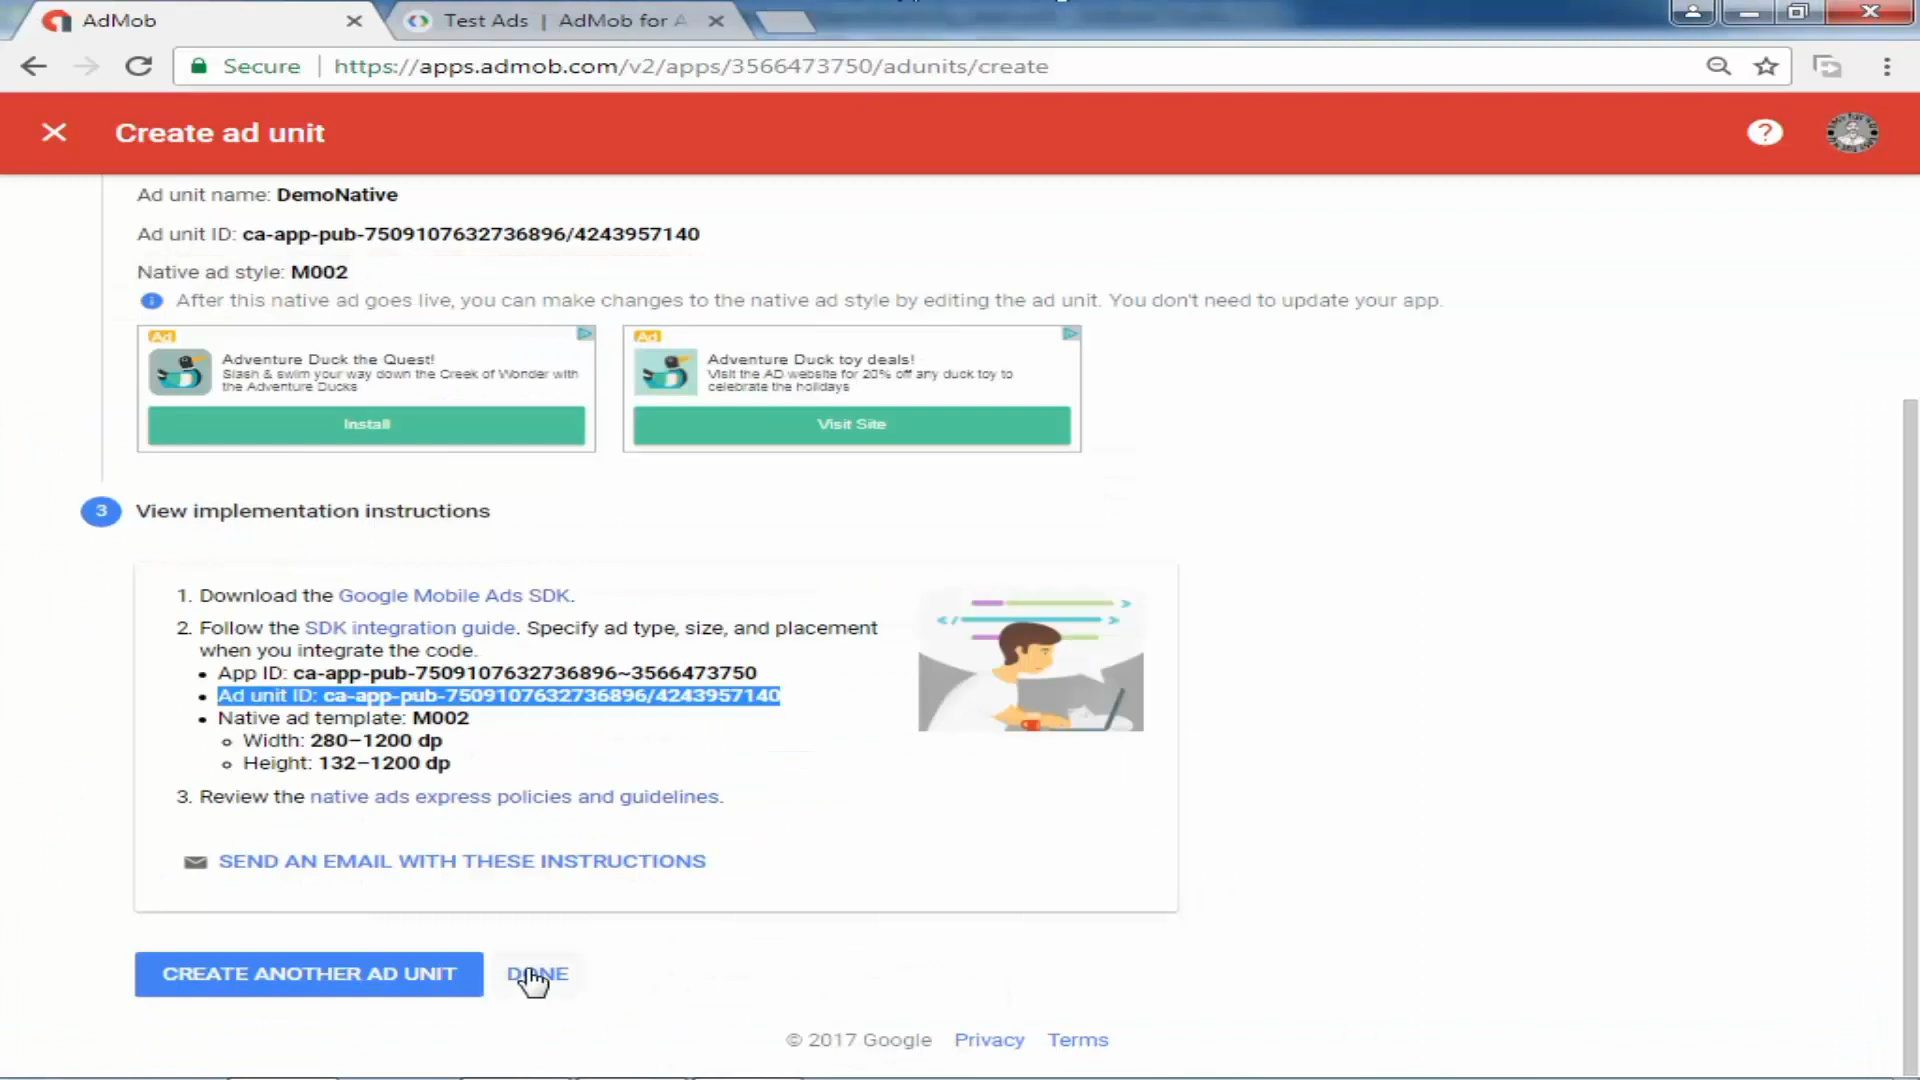 AdMob
Test Ads | AdMob for A
Secure https://apps.admob.com/v2/apps/3566473750/adunits/create
Create ad unit
?
Ad unit name: DemoNative
Ad unit ID: ca-app-pub-7509107632736896/4243957140
Native ad style: M002
After this native ad goes live, you can make changes to the native ad style by editing the ad unit. You don't need to update your app.
Ad
Adventure Duck the Quest!
Slash & swim your way down the Creek of Wonder with
the Adventure Ducks
Install
Ad
Adventure Duck toy deals!
Visit the AD website for 20% off any duck toy to
celebrate the holidays
Visit Site
3 View implementation instructions
1. Download the Google Mobile Ads SDK.
2. Follow the SDK integration guide. Specify ad type, size, and placement
when you integrate the code.
• App ID: ca-app-pub-7509107632736896~3566473750
• Ad unit ID: ca-app-pub-7509107632736896/4243957140
• Native ad template: M002
o Width: 280–1200 dp
o Height: 132–1200 dp
3. Review the native ads express policies and guidelines.
SEND AN EMAIL WITH THESE INSTRUCTIONS
CREATE ANOTHER AD UNIT DONE
© 2017 Google Privacy Terms